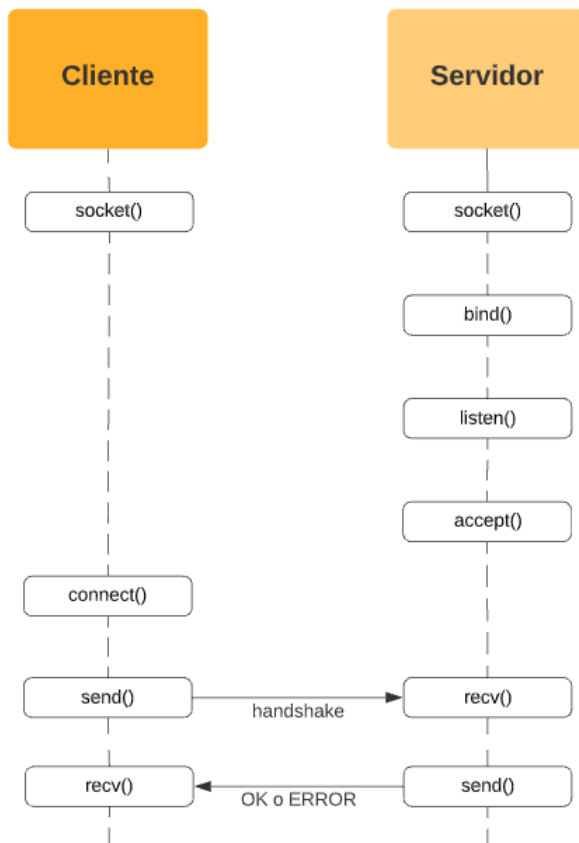 Cliente
Servidor
socket()
socket()
bind()
listen()
accept()
connect()
send()
handshake
recv()
recv()
OK o ERROR
send()